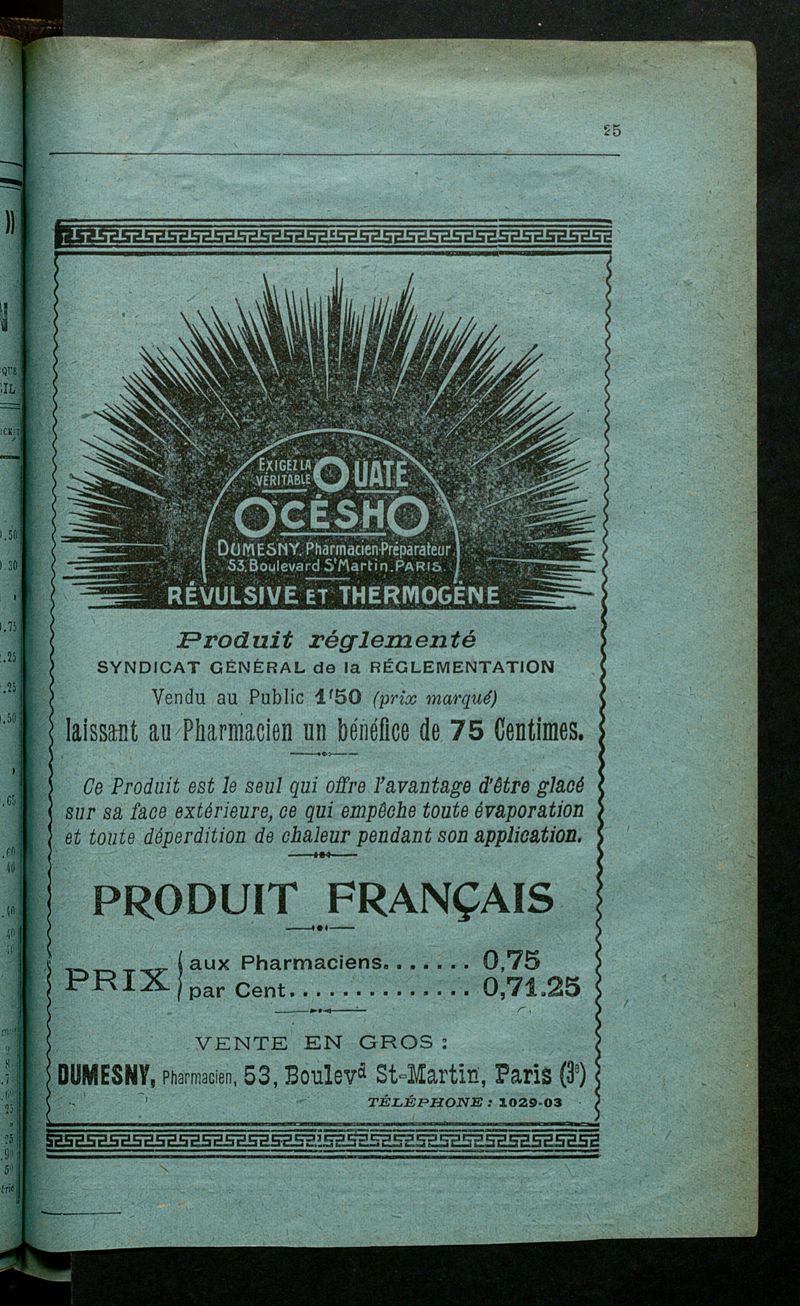 25
EXIGEZ LA
VÉRITABLE OUATE
OCÉSHO
DUMESNY. Pharmacien-Préparateur
53, Boulevard St Martin. PARIS.
RÉVULSIVE ET THERMOGÈNE
Produit réglementé
SYNDICAT GÉNÉRAL de la RÉGLEMENTATION
Vendu au Public 1f50 (prix marqué)
laissant au Pharmacien un bénéfice de 75 Centimes.
Ce Produit est le seul qui offre l'avantage d'être glacé
sur sa face extérieure, ce qui empêche toute évaporation
et toute déperdition de chaleur pendant son application.
PRODUIT FRANÇAIS
PRIX
aux Pharmaciens....... 0,75
par Cent.............. 0,71.25
VENTE EN GROS :
DUMESNY, Pharmacien, 53, Boulevd St-Martin, Paris (3e)
TÉLÉPHONE : 1029-03